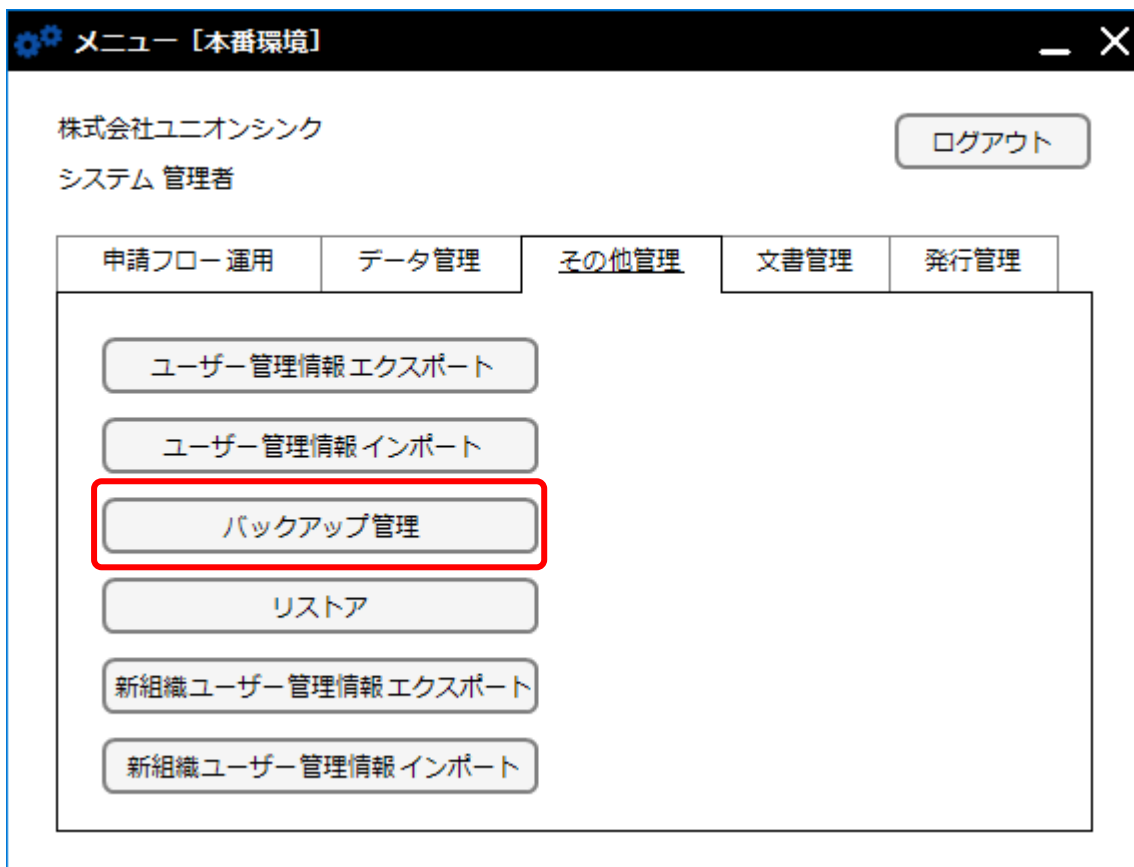 メニュー［本番環境］
株式会社ユニオンシンク
ログアウト
システム 管理者
申請フロー運用 データ管理 その他管理 文書管理 発行管理
ユーザー管理情報エクスポート
ユーザー管理情報インポート
バックアップ管理
リストア
新組織ユーザー管理情報エクスポート
新組織ユーザー管理情報インポート